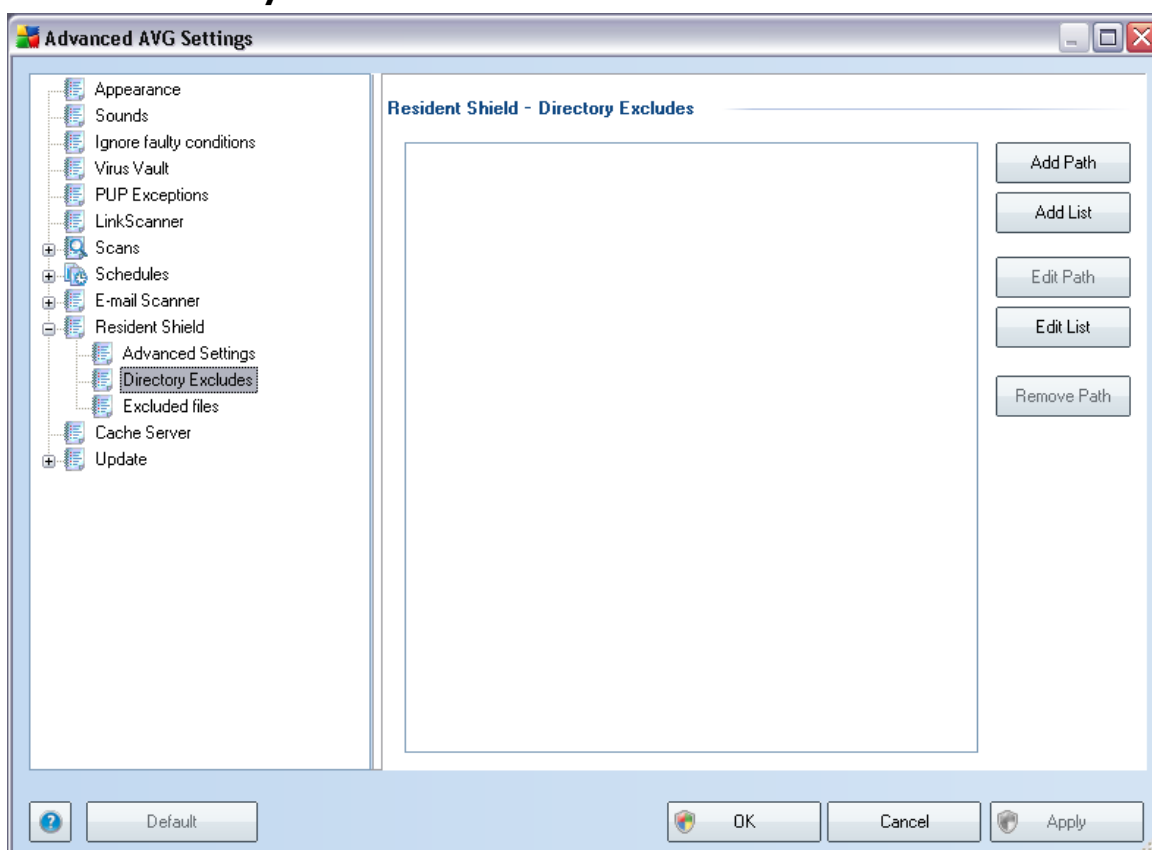 Advanced AVG Settings
Appearance
Sounds
Ignore faulty conditions
Virus Vault
PUP Exceptions
LinkScanner
Scans
Schedules
E-mail Scanner
Resident Shield
Advanced Settings
Directory Excludes
Excluded files
Cache Server
Update
Resident Shield - Directory Excludes
Add Path
Add List
Edit Path
Edit List
Remove Path
Default
OK
Cancel
Apply